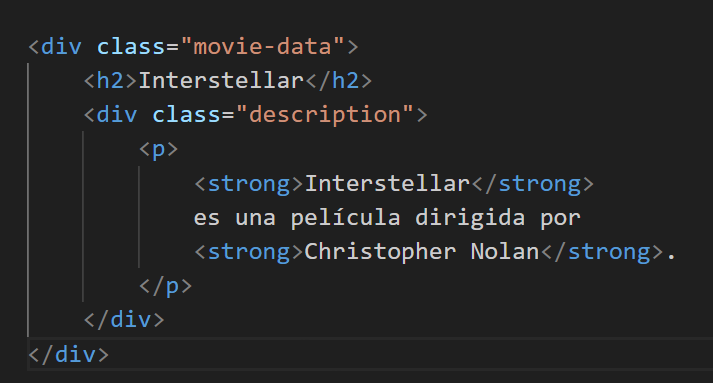 <div class="movie-data">
<h2>Interstellar</h2>
<div class="description">
<p>
<strong>Interstellar</strong>
es una película dirigida por
<strong>Christopher Nolan</strong>.
</p>
</div>
</div>